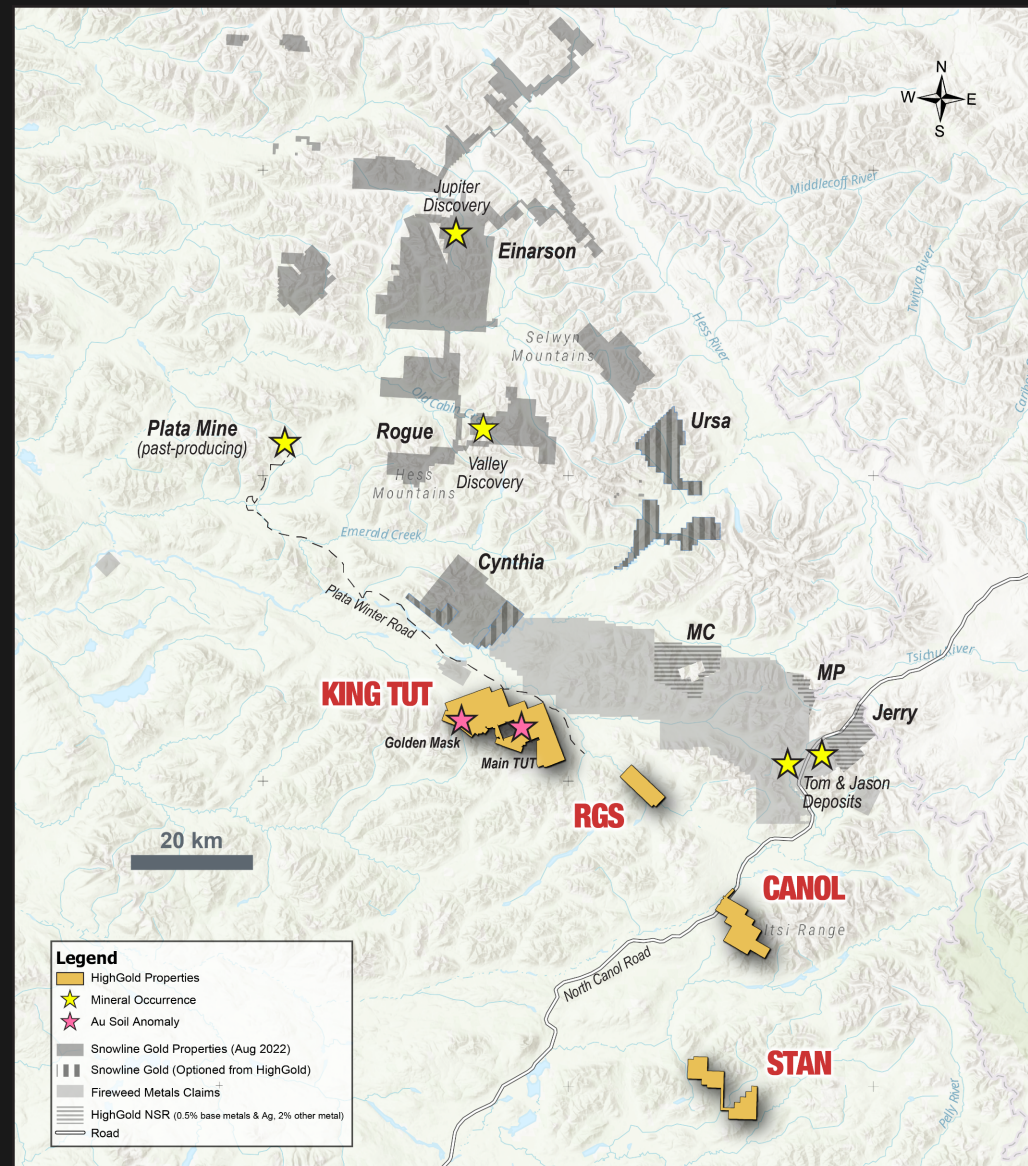 N
W
E
S
Middlecoff River
Jupiter
Discovery
Einarson
Twitya River
Hess River
Selwyn
Mountains
Old Cabin
Ursa
Plata Mine
(past-producing)
Rogue
Valley
Discovery
Hess
Mountains
Emerald Creek
Cynthia
Plata Winter Road
MC
Tsichu River
MP
KING TUT
Jerry
Golden Mask
Main TUT
Tom & Jason
Deposits
RGS
20 km
CANOL
Itsi Range
North Canol Road
STAN
Pelly River
Legend
HighGold Properties
Mineral Occurrence
Au Soil Anomaly
Snowline Gold Properties (Aug 2022)
Snowline Gold (Optioned from HighGold)
Fireweed Metals Claims
HighGold NSR (0.5% base metals & Ag, 2% other metal)
Road